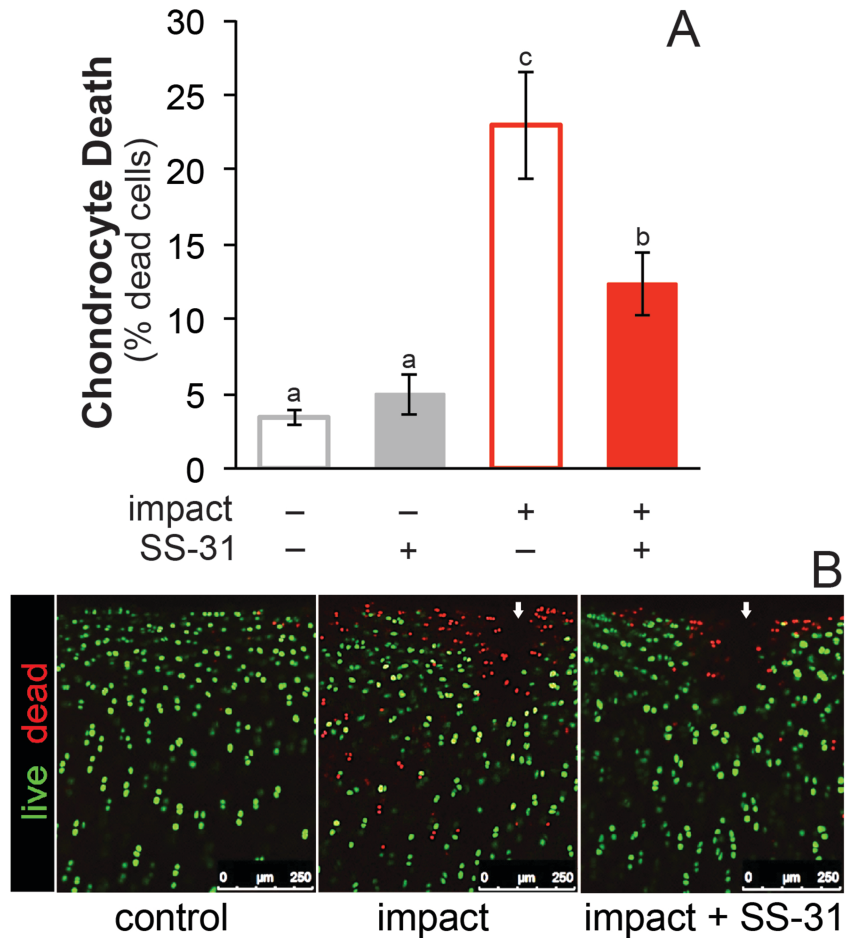 A
Chondrocyte Death
(% dead cells)
30
25
20
15
10
5
0
a
a
c
b
impact – – + +
SS-31 – + – +
B
live dead
0 µm 250
0 µm 250
0 µm 250
control
impact
impact + SS-31